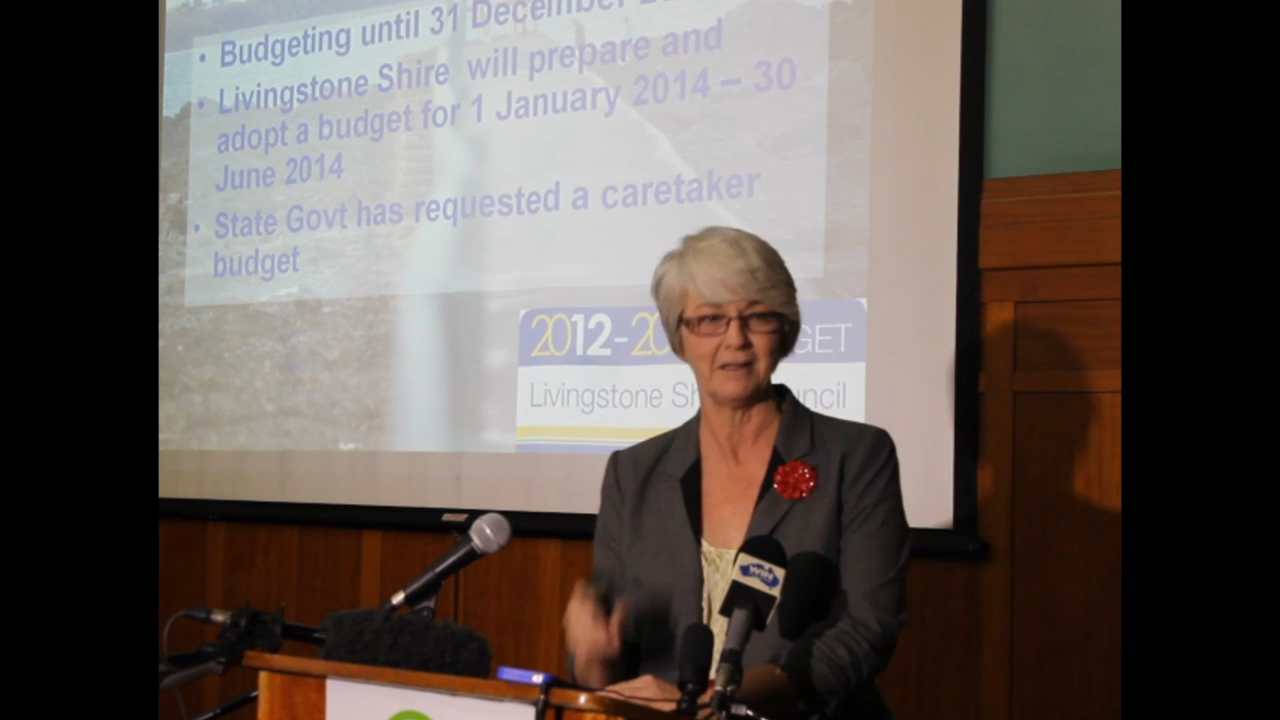 • Budgeting until 31 December
• Livingstone Shire will prepare and
adopt a budget for 1 January 2014 – 30
June 2014
• State Govt has requested a caretaker
budget
2012-20 GET
Livingstone Sh uncil
WIN